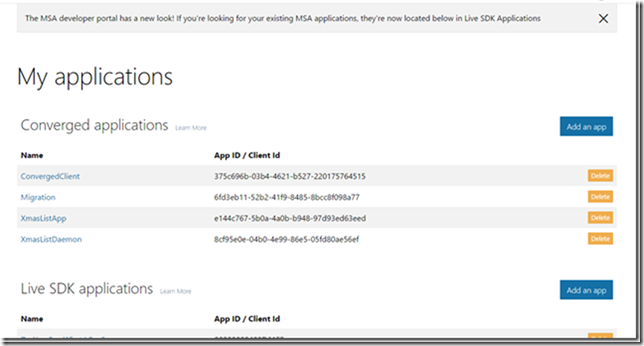 The MSA developer portal has a new look! If you're looking for your existing MSA applications, they're now located below in Live SDK Applications
My applications
Converged applications Learn More Add an app
Name App ID / Client Id
ConvergedClient 375c696b-03b4-4621-b527-220175764515 Delete
Migration 6fd3eb11-52b2-41f9-8485-8bcc8f098a77 Delete
XmasListApp e144c767-5b0a-4a0b-b948-97d93ed63eed Delete
XmasListDaemon 8cf95e0e-04b0-4e99-86e5-05fd80ae56ef Delete
Live SDK applications Learn More Add an app
Name App ID / Client Id